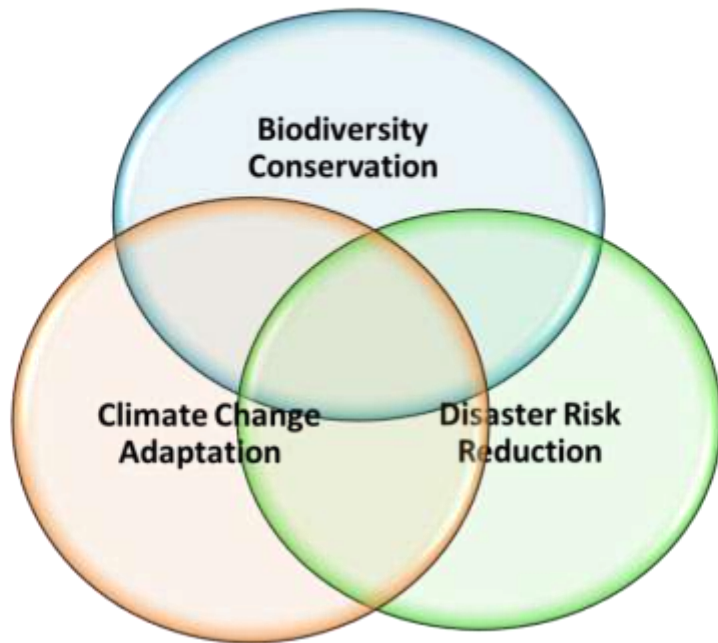 Biodiversity
Conservation
Climate Change
Adaptation
Disaster Risk
Reduction